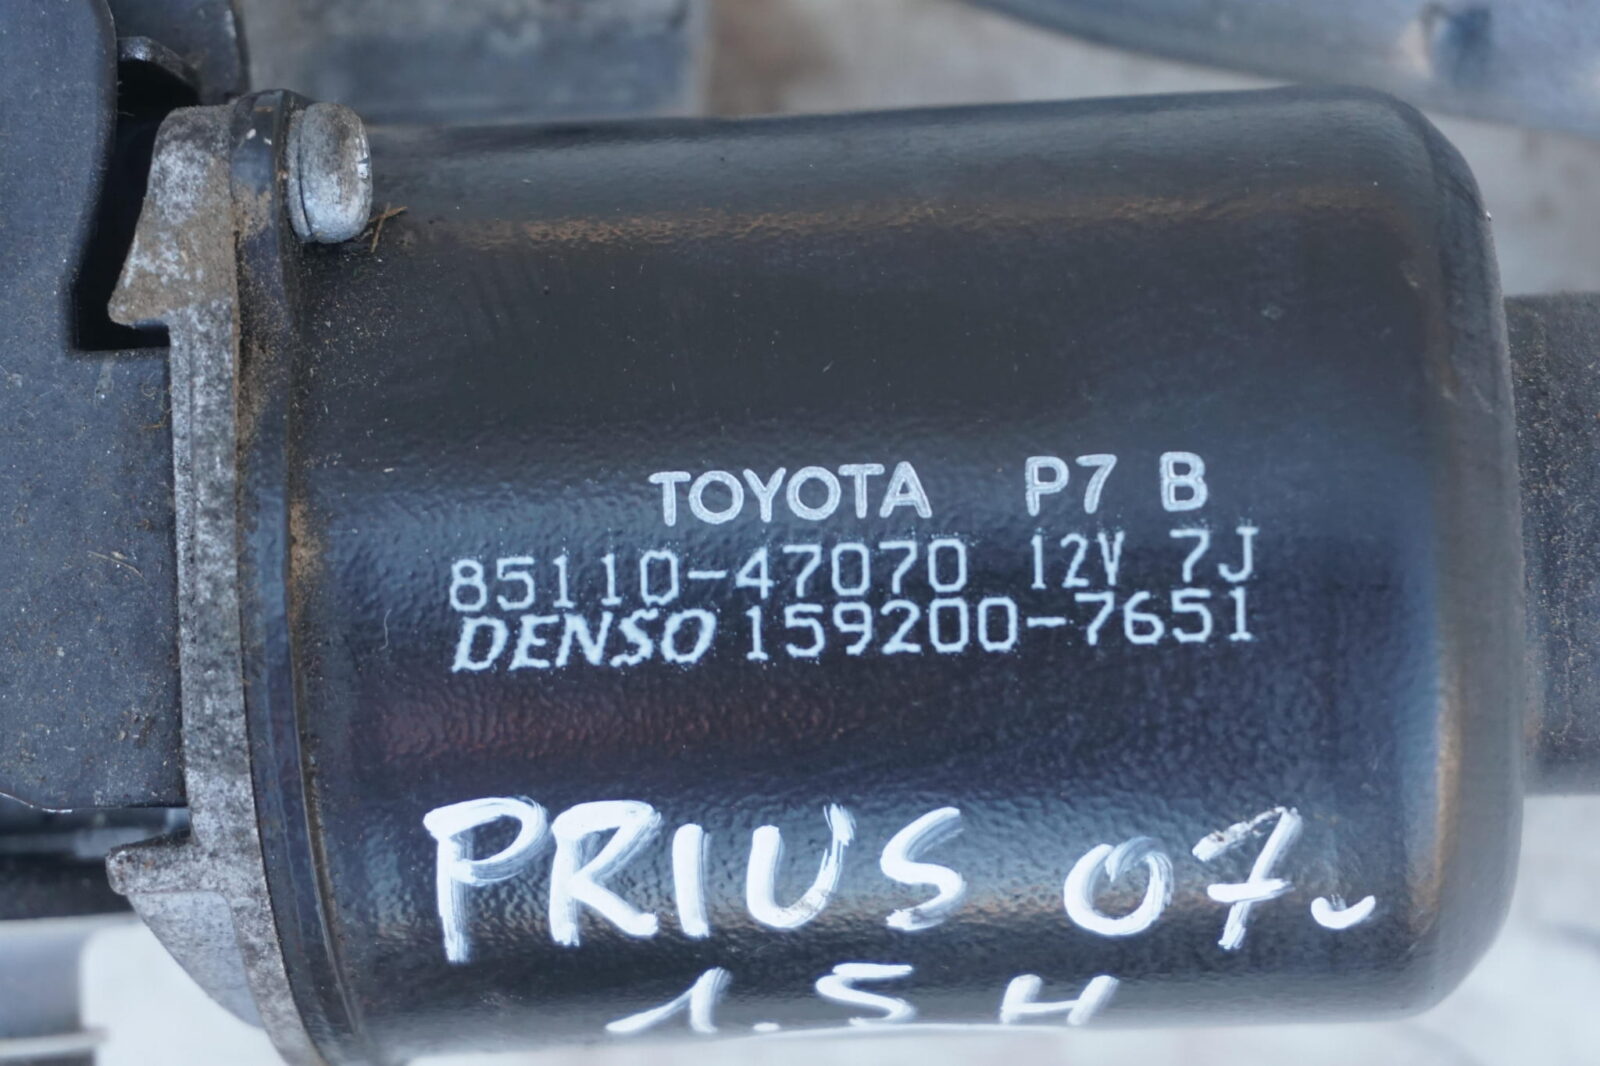 TOYOTA P7 B
85110-47070 12V 7J
DENSO 159200-7651
PRIUS 07.
1.5 H